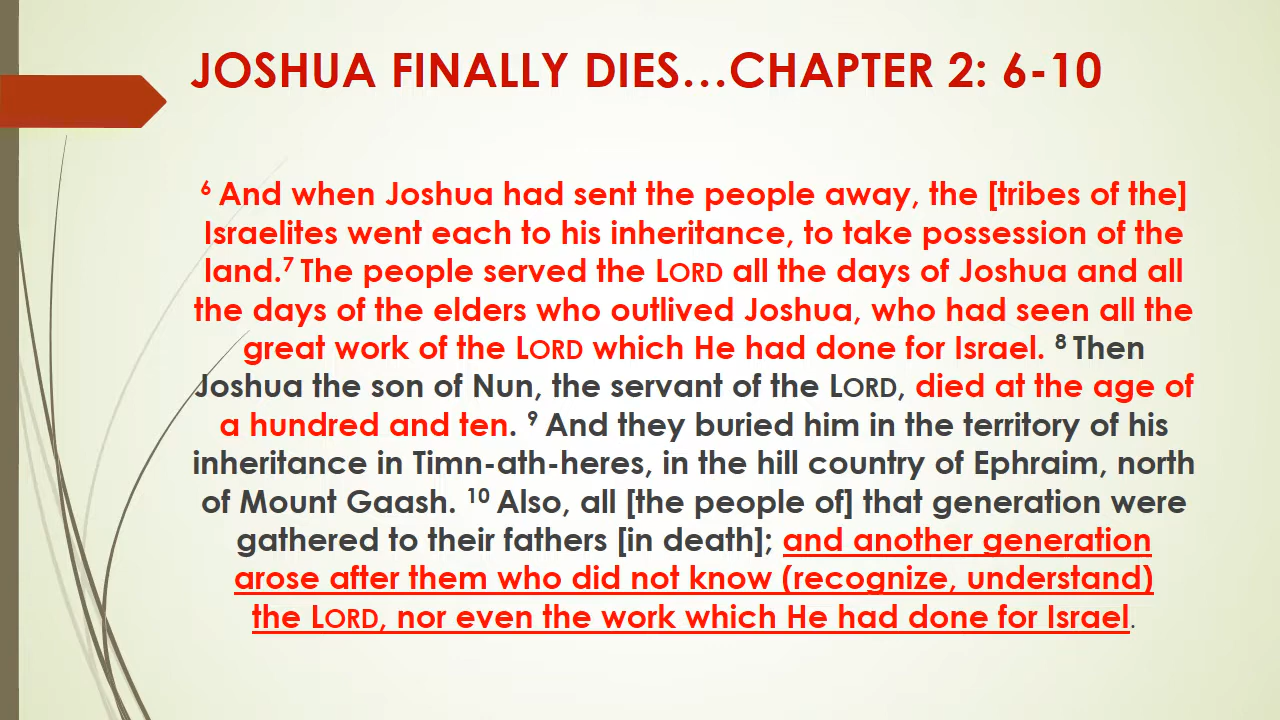 JOSHUA FINALLY DIES…CHAPTER 2: 6-10
6 And when Joshua had sent the people away, the [tribes of the]
Israelites went each to his inheritance, to take possession of the
land.7 The people served the LORD all the days of Joshua and all
the days of the elders who outlived Joshua, who had seen all the
great work of the LORD which He had done for Israel. 8 Then
Joshua the son of Nun, the servant of the LORD, died at the age of
a hundred and ten. 9 And they buried him in the territory of his
inheritance in Timn-ath-heres, in the hill country of Ephraim, north
of Mount Gaash. 10 Also, all [the people of] that generation were
gathered to their fathers [in death]; and another generation
arose after them who did not know (recognize, understand)
the LORD, nor even the work which He had done for Israel.